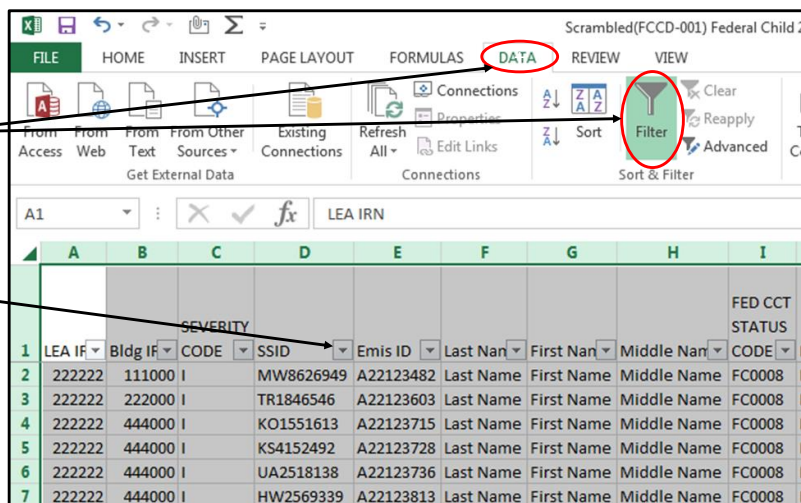 Scrambled(FCCD-001) Federal Child 2
FILE HOME INSERT PAGE LAYOUT FORMULAS DATA REVIEW VIEW
From Access
From Web
From Text
From Other Sources
Existing Connections
Refresh All
Connections
Properties
Edit Links
Sort
Filter
Clear
Reapply
Advanced
Get External Data Connections Sort & Filter
A1 fx LEA IRN
A B C D E F G H I
1 LEA IF Bldg IF SEVERITY CODE SSID Emis ID Last Nan First Nan Middle Nan FED CCT STATUS CODE
2 222222 111000 I MW8626949 A22123482 Last Name First Name Middle Name FC0008
3 222222 222000 I TR1846546 A22123603 Last Name First Name Middle Name FC0008
4 222222 444000 I KO1551613 A22123715 Last Name First Name Middle Name FC0008
5 222222 444000 I KS4152492 A22123728 Last Name First Name Middle Name FC0008
6 222222 444000 I UA2518138 A22123736 Last Name First Name Middle Name FC0008
7 222222 444000 I HW2569339 A22123813 Last Name First Name Middle Name FC0008